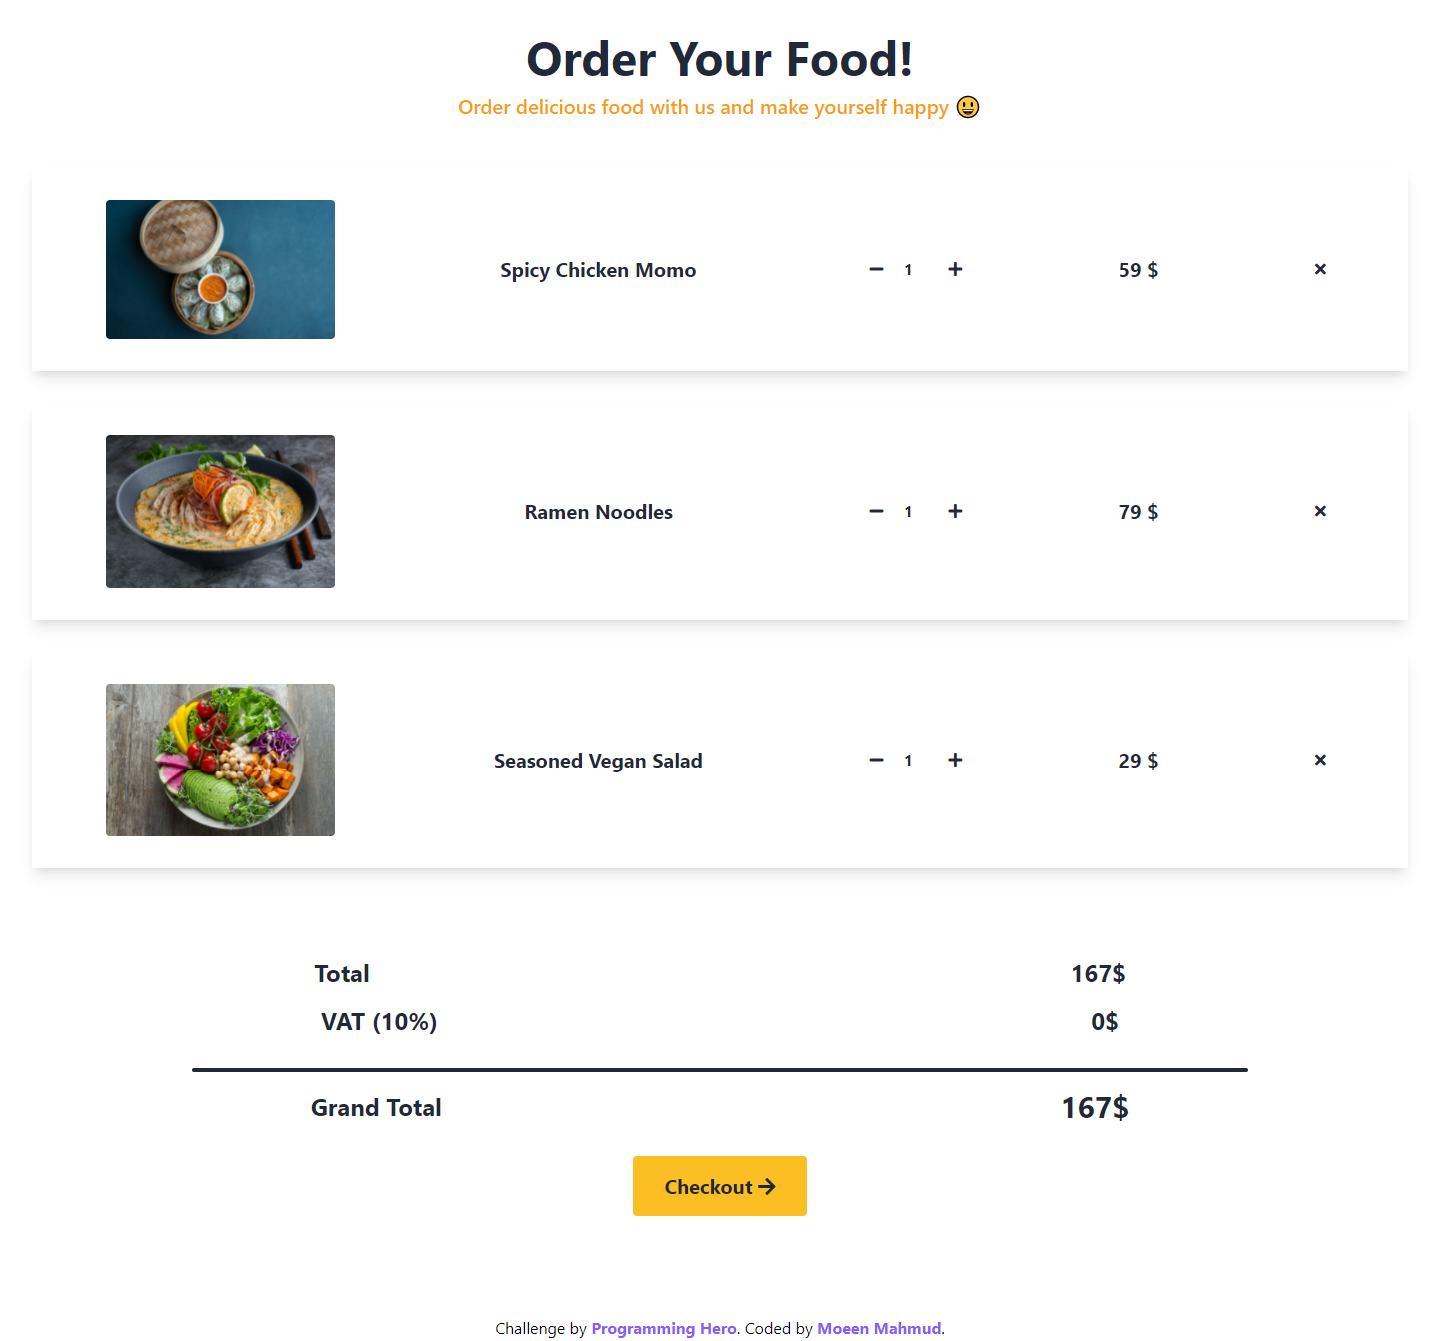 Order Your Food!
Order delicious food with us and make yourself happy 😃
Spicy Chicken Momo − 1 + 59 $ ×
Ramen Noodles − 1 + 79 $ ×
Seasoned Vegan Salad − 1 + 29 $ ×
Total 167$
VAT (10%) 0$
Grand Total 167$
Checkout →
Challenge by Programming Hero. Coded by Moeen Mahmud.